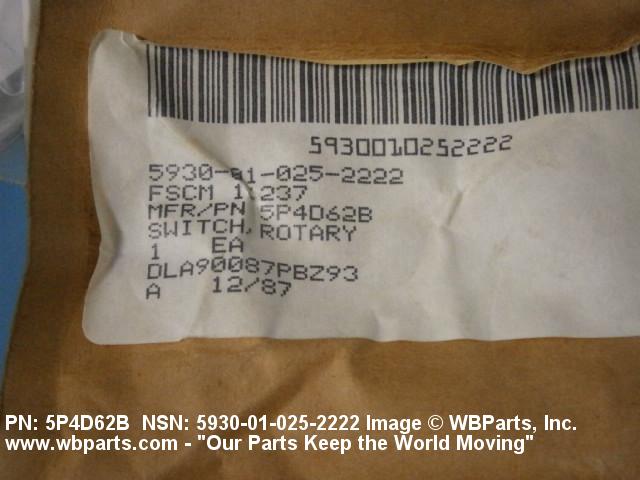 5930010252222
5930-01-025-2222
FSCM 237
MFR/PN 5P4D62B
SWITCH, ROTARY
1 EA
DLA90087PBZ93
A 12/87
PN: 5P4D62B NSN: 5930-01-025-2222 Image © WBParts, Inc.
www.wbparts.com - "Our Parts Keep the World Moving"